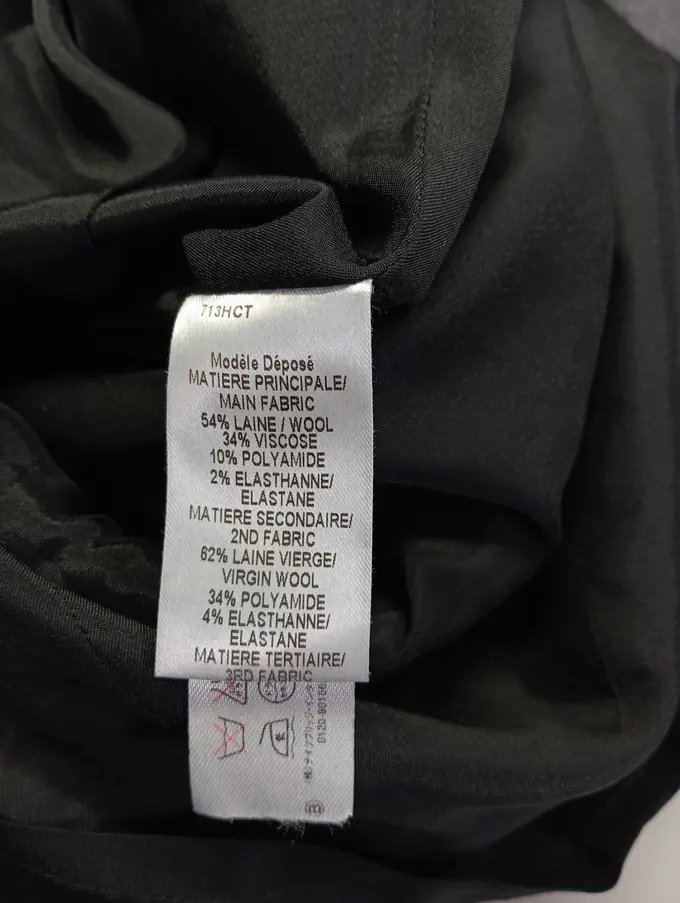 713HCT
Modèle Déposé
MATIERE PRINCIPALE/
MAIN FABRIC
54% LAINE / WOOL
34% VISCOSE
10% POLYAMIDE
2% ELASTHANNE/
ELASTANE
MATIERE SECONDAIRE/
2ND FABRIC
62% LAINE VIERGE/
VIRGIN WOOL
34% POLYAMIDE
4% ELASTHANNE/
ELASTANE
MATIERE TERTIAIRE/
3RD FABRIC